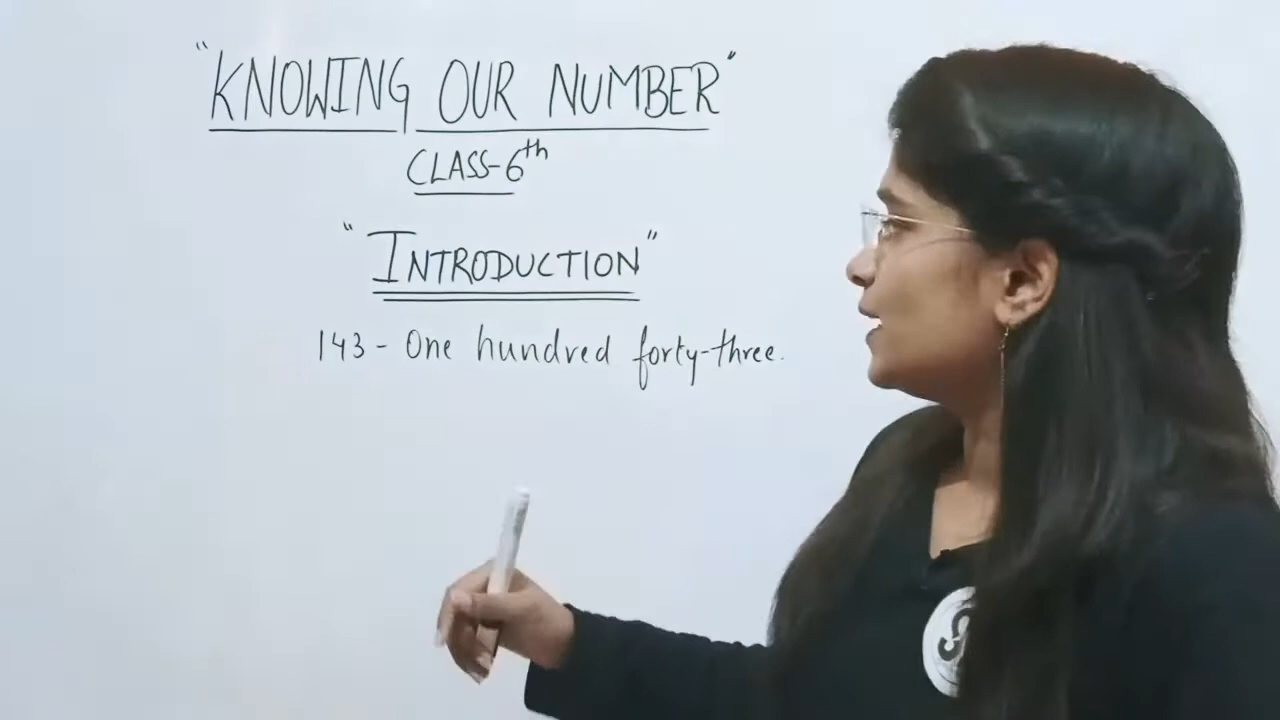 "KNOWING OUR NUMBER"
CLASS-6th
"INTRODUCTION"
143 - One hundred forty-three.